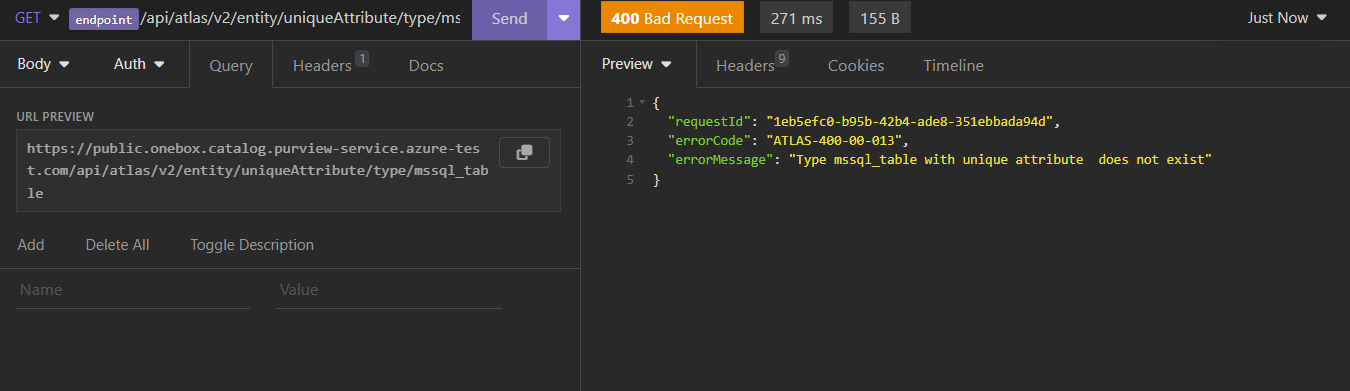 GET endpoint /api/atlas/v2/entity/uniqueAttribute/type/ms Send
400 Bad Request 271 ms 155 B Just Now
Body Auth Query Headers 1 Docs
Preview Headers 9 Cookies Timeline
URL PREVIEW
https://public.onebox.catalog.purview-service.azure-tes
t.com/api/atlas/v2/entity/uniqueAttribute/type/mssql_tab
le
Add Delete All Toggle Description
Name Value
1 {
2 "requestId": "1eb5efc0-b95b-42b4-ade8-351ebbada94d",
3 "errorCode": "ATLAS-400-00-013",
4 "errorMessage": "Type mssql_table with unique attribute  does not exist"
5 }